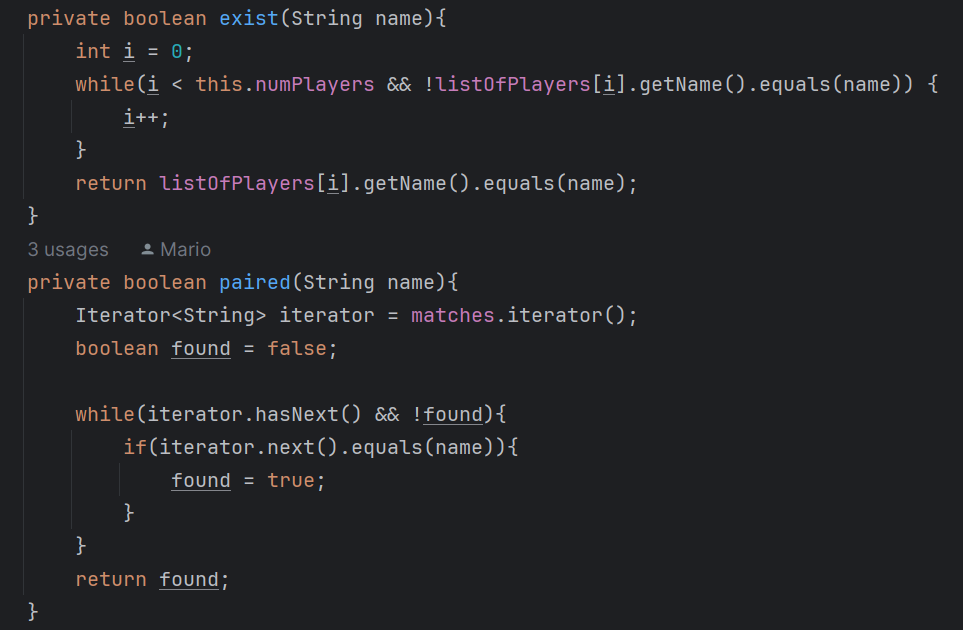 private boolean exist(String name){
int i = 0;
while(i < this.numPlayers && !listOfPlayers[i].getName().equals(name)) {
i++;
}
return listOfPlayers[i].getName().equals(name);
}
3 usages Mario
private boolean paired(String name){
Iterator<String> iterator = matches.iterator();
boolean found = false;
while(iterator.hasNext() && !found){
if(iterator.next().equals(name)){
found = true;
}
}
return found;
}